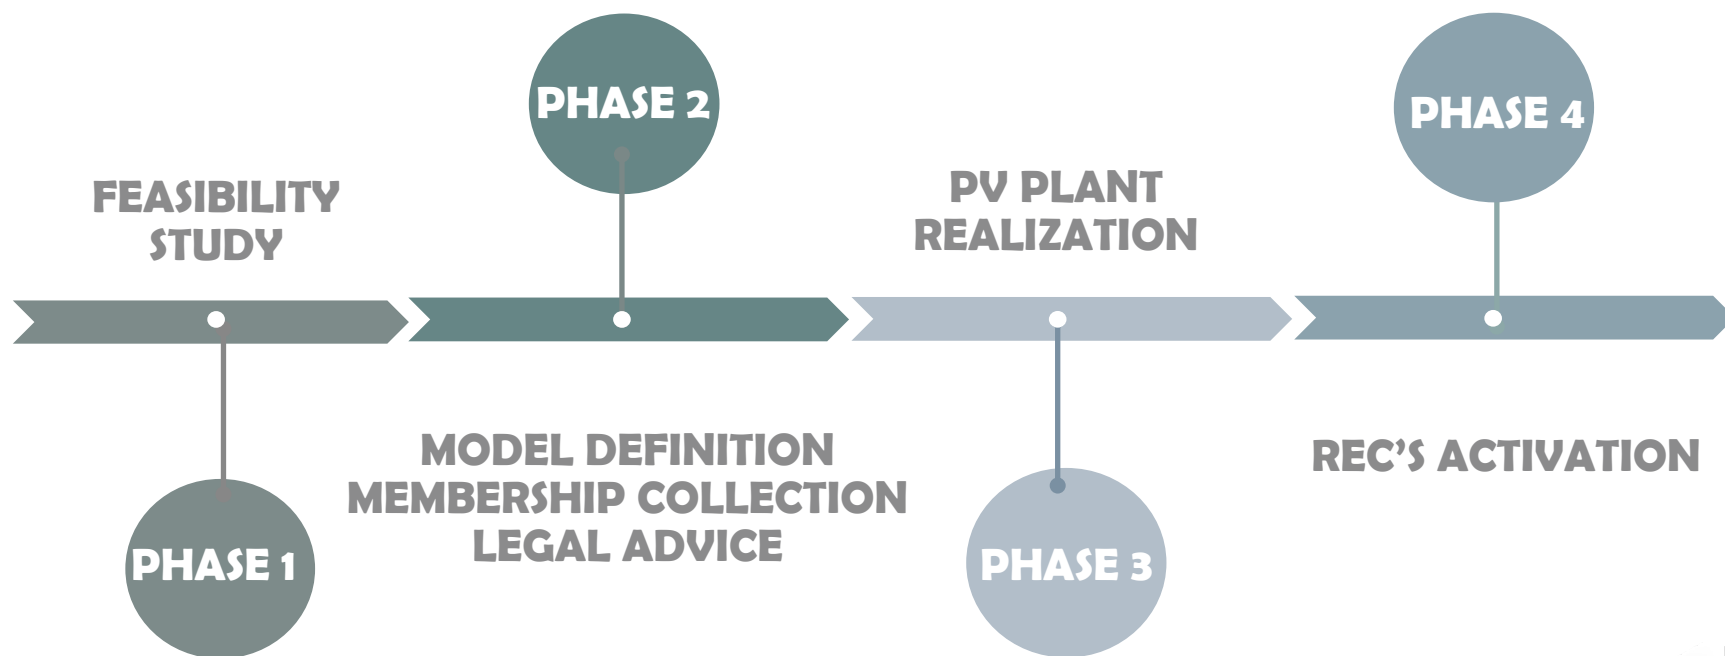 PHASE 1
FEASIBILITY
STUDY
PHASE 2
MODEL DEFINITION
MEMBERSHIP COLLECTION
LEGAL ADVICE
PHASE 3
PV PLANT
REALIZATION
PHASE 4
REC'S ACTIVATION